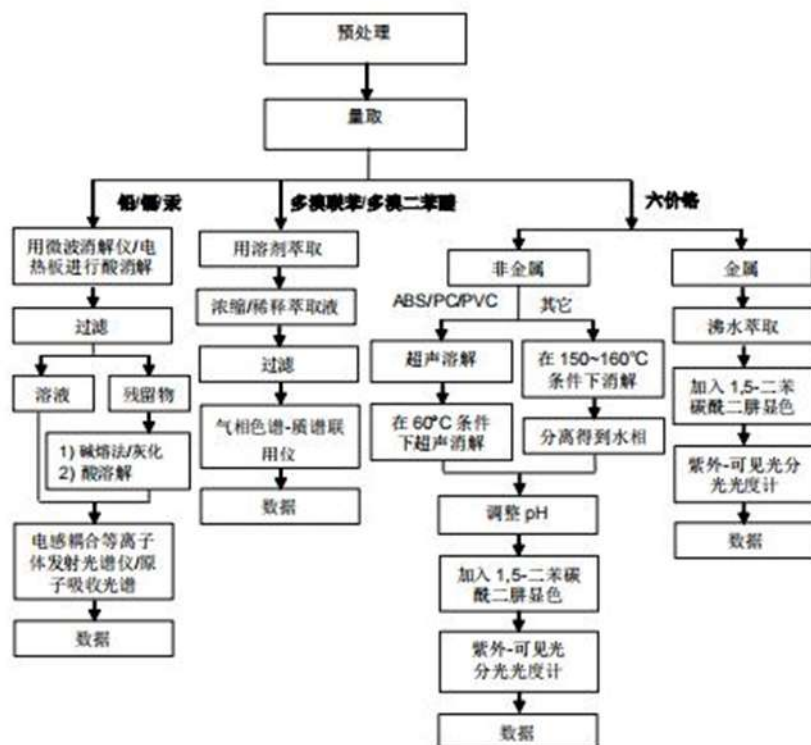 预处理
量取
铅/镉/汞
多溴联苯/多溴二苯醚
六价铬
用微波消解仪/电
热板进行酸消解
过滤
溶液
残留物
1) 碱熔法/灰化
2) 酸溶解
电感耦合等离子
体发射光谱仪/原
子吸收光谱
数据
用溶剂萃取
浓缩/稀释萃取液
过滤
气相色谱-质谱联
用仪
数据
非金属
ABS/PC/PVC
其它
超声溶解
在 60°C 条件
下超声消解
在 150~160°C
条件下消解
分离得到水相
调整 pH
加入 1,5-二苯碳
酰二肼显色
紫外-可见光
分光光度计
数据
金属
沸水萃取
加入 1,5-二苯
碳酰二肼显色
紫外-可见光分
光光度计
数据